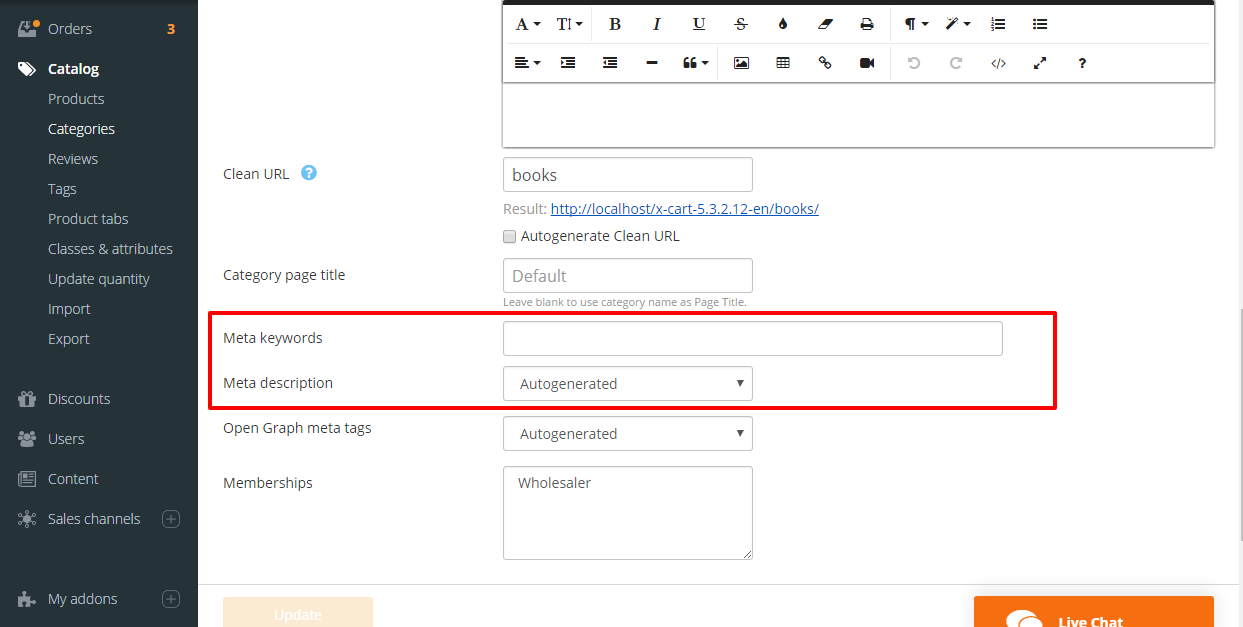 Orders 3
Catalog
Products
Categories
Reviews
Tags
Product tabs
Classes & attributes
Update quantity
Import
Export
Discounts
Users
Content
Sales channels
My addons
Clean URL
books
Result: http://localhost/x-cart-5.3.2.12-en/books/
Autogenerate Clean URL
Category page title
Default
Leave blank to use category name as Page Title.
Meta keywords
Meta description
Autogenerated
Open Graph meta tags
Autogenerated
Memberships
Wholesaler
Update
Live Chat